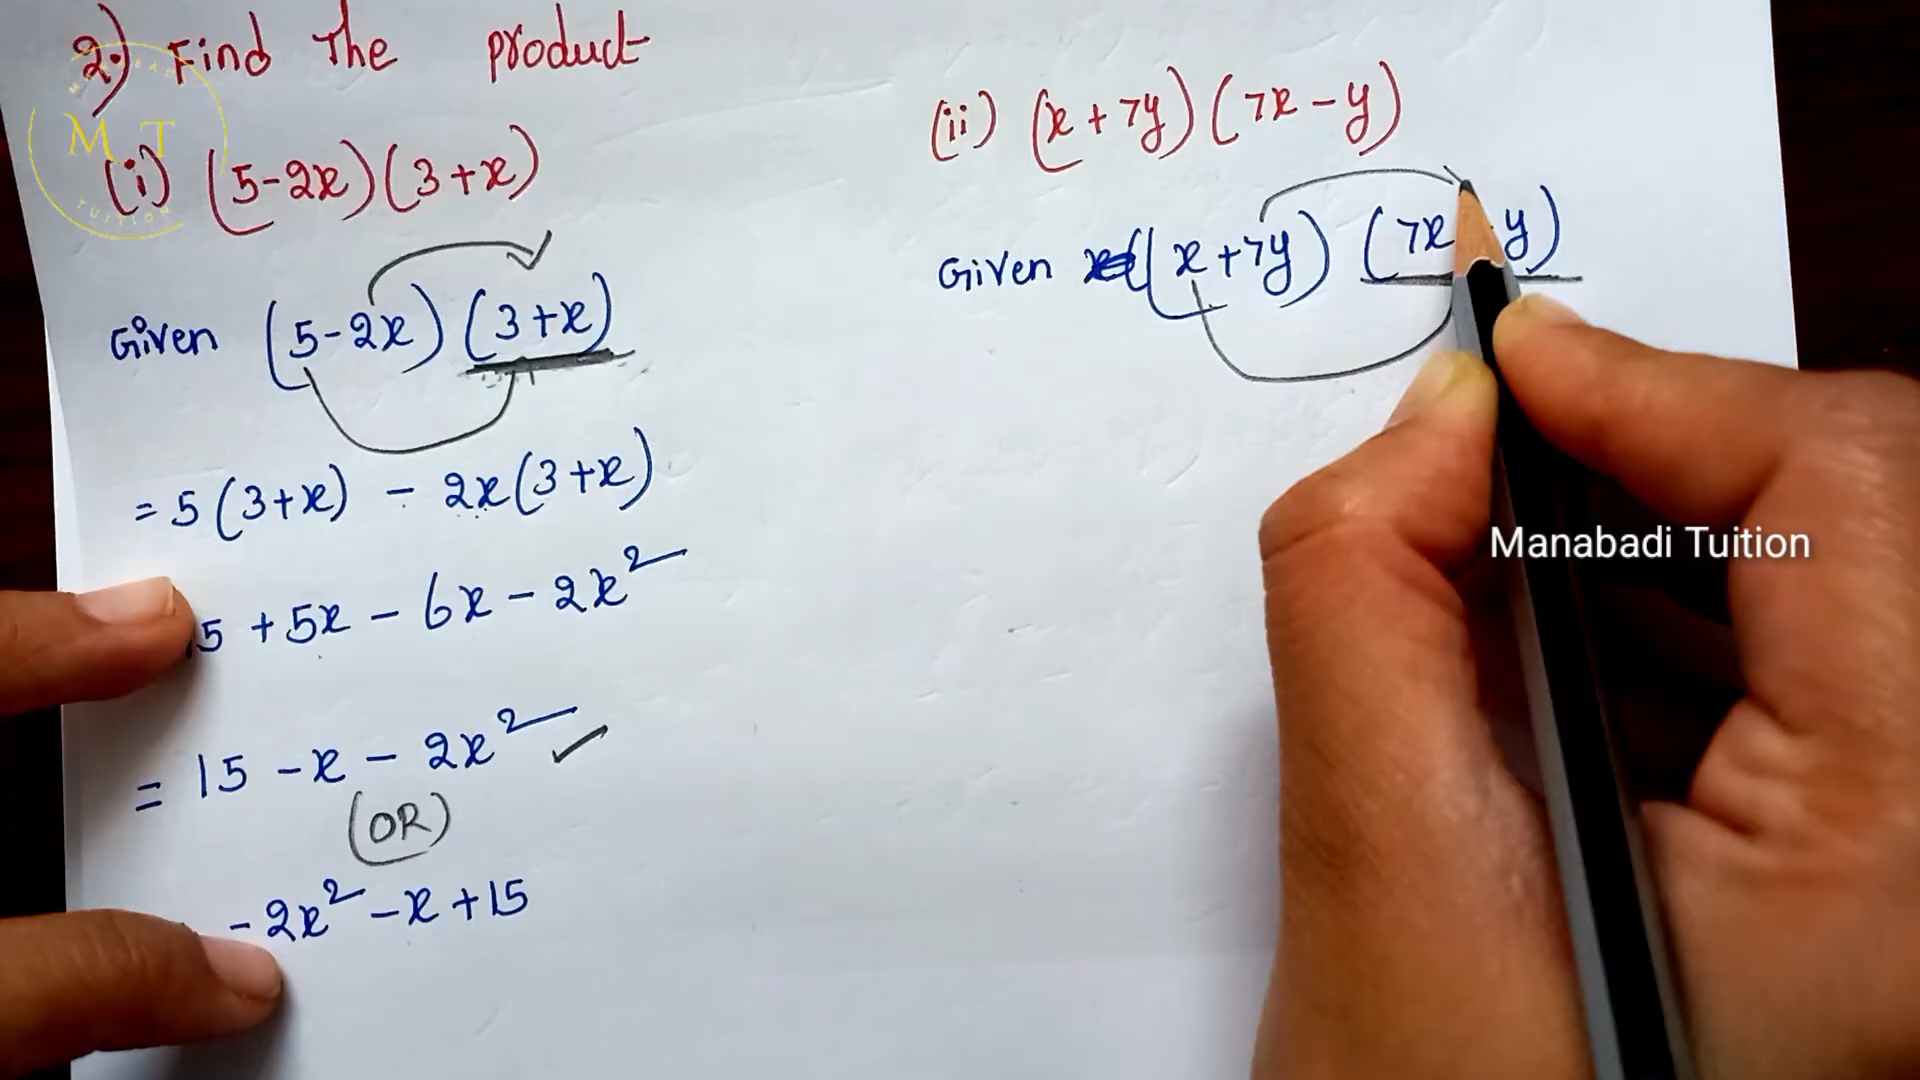 2) Find The product
(i) (5-2x)(3+x)
Given (5-2x)(3+x)
= 5(3+x) - 2x(3+x)
5 +5x - 6x - 2x²
= 15 -x - 2x²
(OR)
-2x² -x +15
(ii) (x+7y)(7x-y)
Given (x+7y)(7x y)
Manabadi Tuition
M T
TUITION